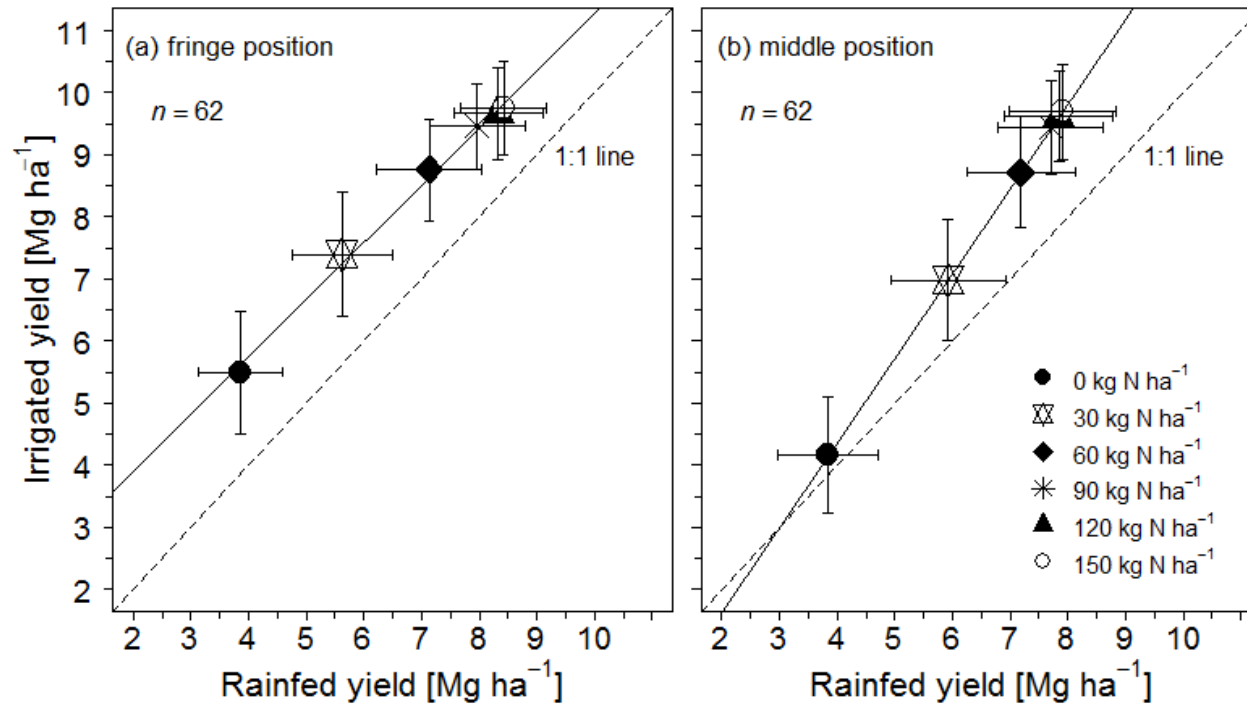 (a) fringe position
n = 62
1:1 line
(b) middle position
n = 62
1:1 line
0 kg N ha⁻¹
30 kg N ha⁻¹
60 kg N ha⁻¹
90 kg N ha⁻¹
120 kg N ha⁻¹
150 kg N ha⁻¹
Irrigated yield [Mg ha⁻¹]
11
10
9
8
7
6
5
4
3
2
2 3 4 5 6 7 8 9 10
2 3 4 5 6 7 8 9 10
Rainfed yield [Mg ha⁻¹]
Rainfed yield [Mg ha⁻¹]